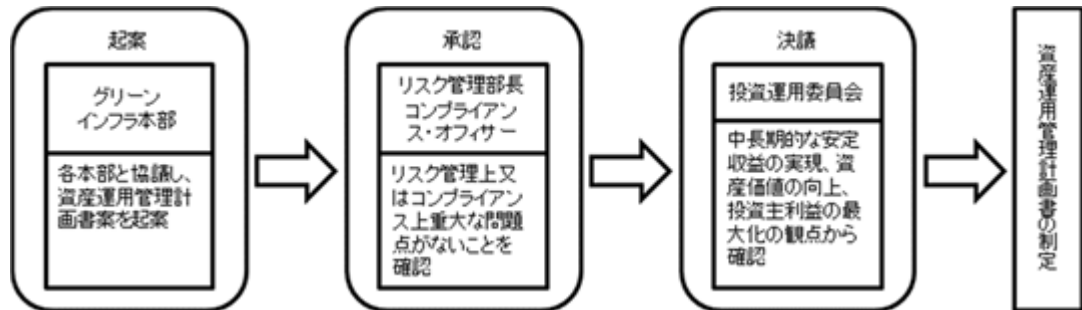 起案
グリーン
インフラ本部
各本部と協議し、
資産運用管理計
画書案を起案
承認
リスク管理部長
コンプライアン
ス・オフィサー
リスク管理上又
はコンプライアン
ス上重大な問題
点がないことを
確認
決議
投資運用委員会
中長期的な安定
収益の実現、資
産価値の向上、
投資主利益の最
大化の観点から
確認
資産運用管理計画書の制定